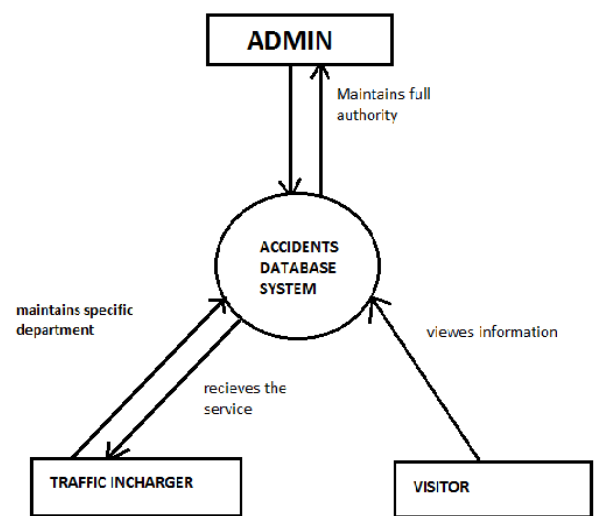 ADMIN
Maintains full
authority
ACCIDENTS
DATABASE
SYSTEM
maintains specific
department
viewes information
recieves the
service
TRAFFIC INCHARGER
VISITOR